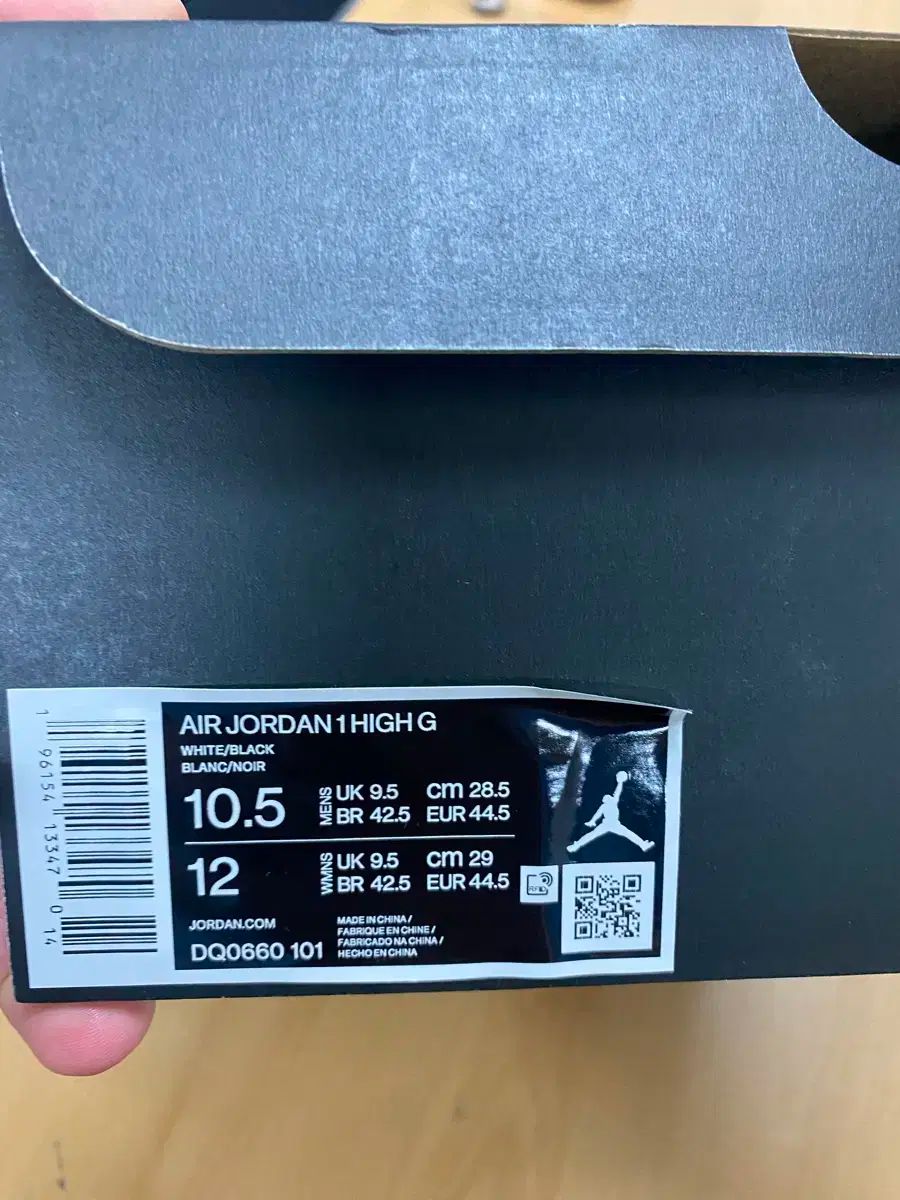 AIR JORDAN 1 HIGH G
WHITE/BLACK
BLANC/NOIR
10.5 MENS UK 9.5 cm 28.5
BR 42.5 EUR 44.5
12 WMNS UK 9.5 cm 29
BR 42.5 EUR 44.5
JORDAN.COM
DQ0660 101
MADE IN CHINA /
FABRIQUE EN CHINE /
FABRICADO NA CHINA /
HECHO EN CHINA
RFID
1 96154 13347 0 14